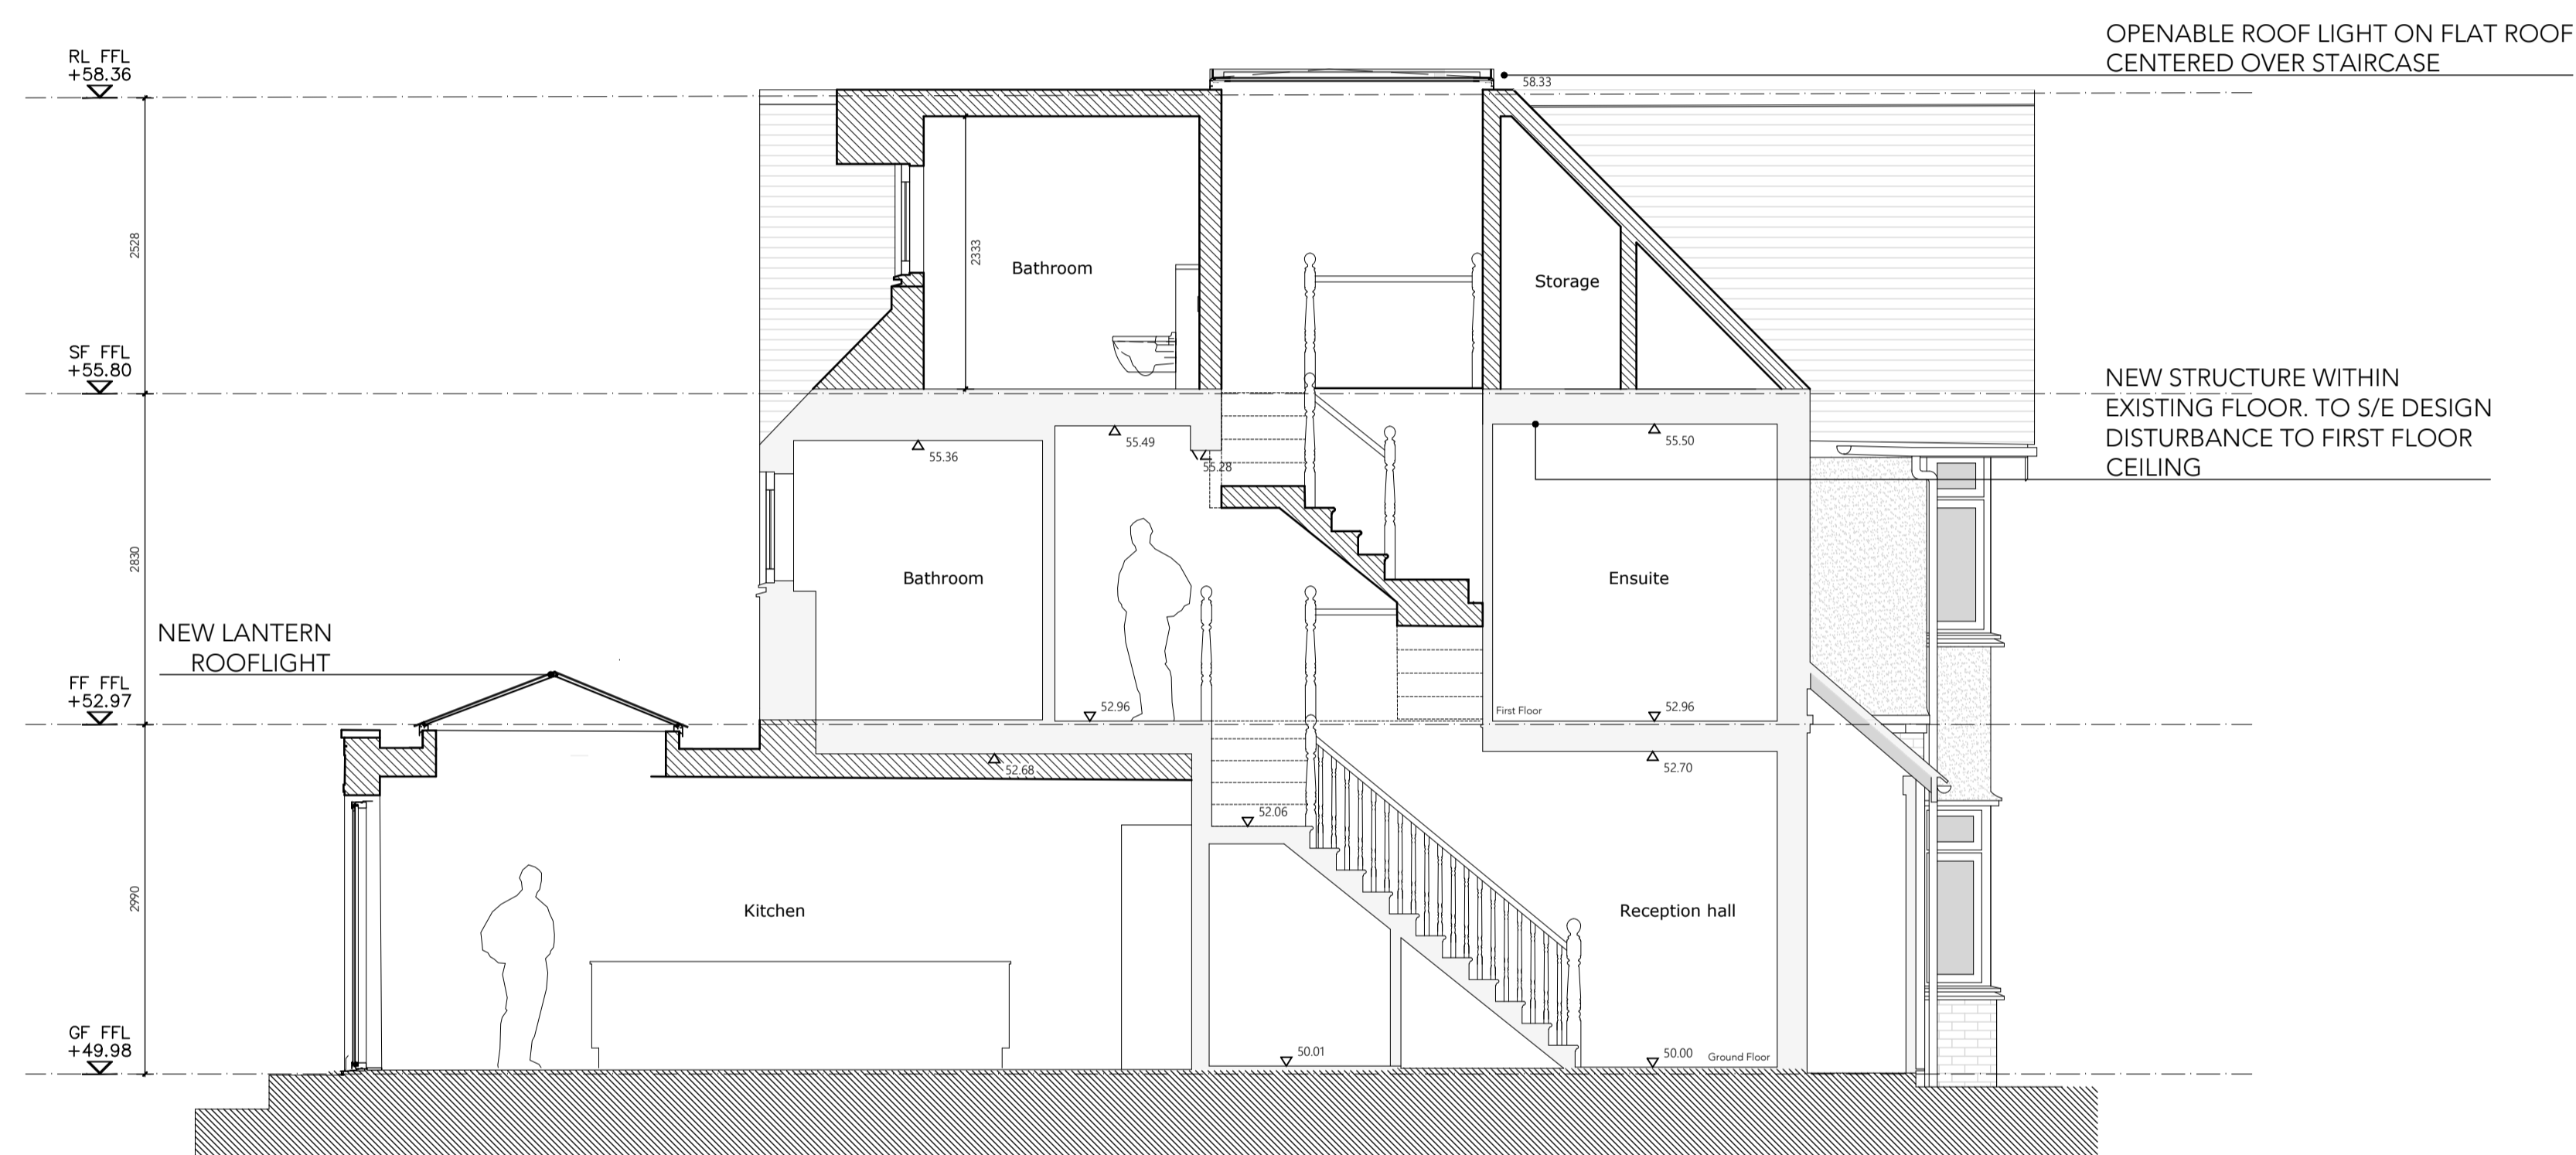 OPENABLE ROOF LIGHT ON FLAT ROOF
CENTERED OVER STAIRCASE
RL FFL
+58.36
58.33
2528
2333
Bathroom
Storage
SF FFL
+55.80
NEW STRUCTURE WITHIN
EXISTING FLOOR. TO S/E DESIGN
DISTURBANCE TO FIRST FLOOR
CEILING
55.36
55.49
55.28
55.50
2830
Bathroom
Ensuite
NEW LANTERN
ROOFLIGHT
FF FFL
+52.97
52.96
First Floor
52.96
52.68
52.70
52.06
2990
Kitchen
Reception hall
GF FFL
+49.98
50.01
50.00
Ground Floor